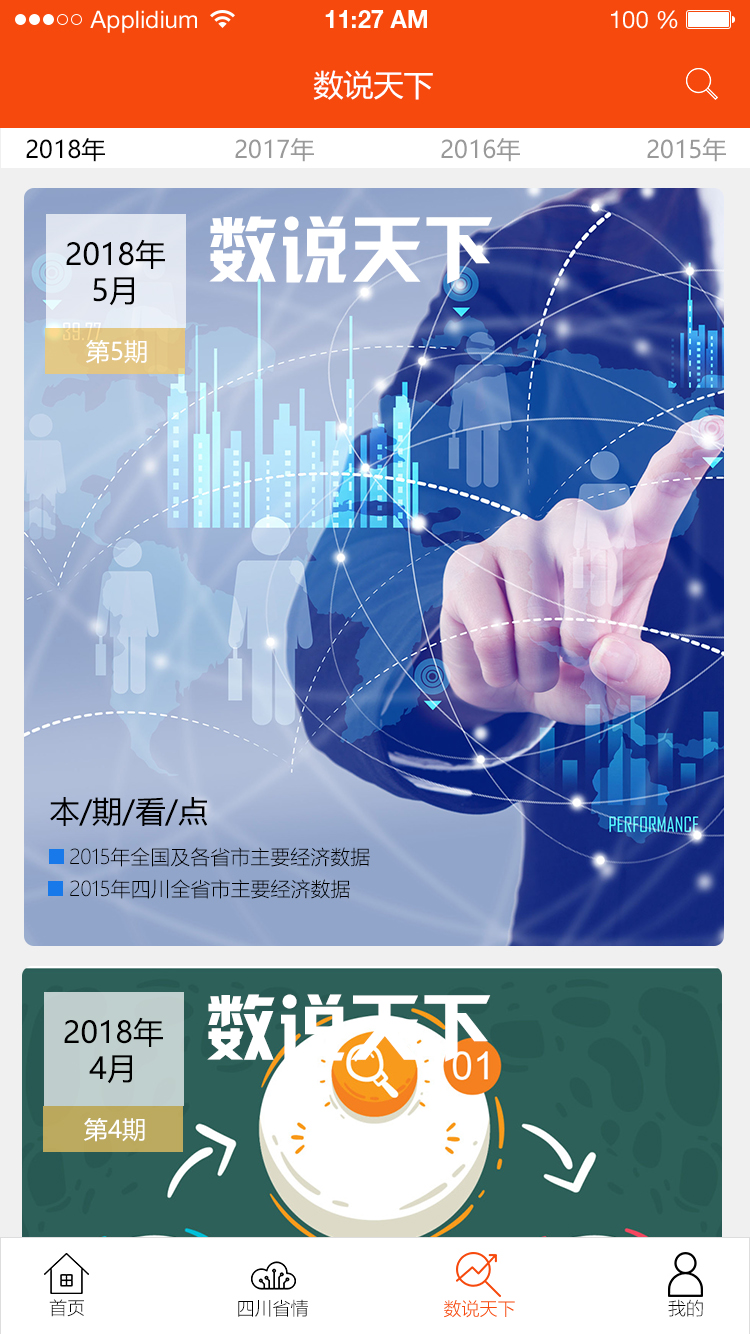 Applidium 11:27 AM 100 %
数说天下
2018年 2017年 2016年 2015年
数说天下
2018年
5月
39.77
第5期
PERFORMANCE
本/期/看/点
2015年全国及各省市主要经济数据
2015年四川全省市主要经济数据
数说天下
2018年
4月
01
第4期
首页 四川省情 数说天下 我的